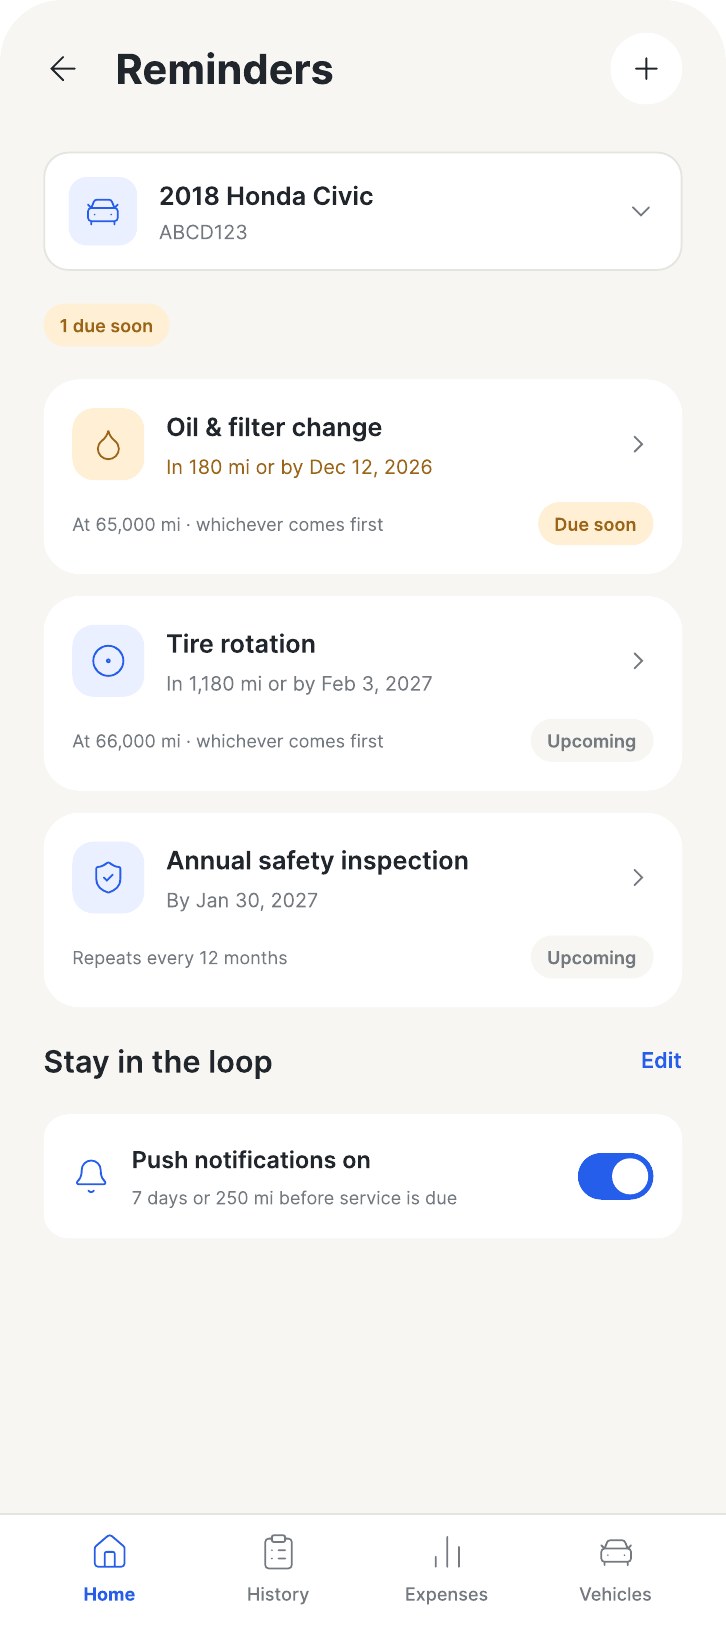 Reminders
2018 Honda Civic
ABCD123
1 due soon
Oil & filter change
In 180 mi or by Dec 12, 2026
At 65,000 mi · whichever comes first
Due soon
Tire rotation
In 1,180 mi or by Feb 3, 2027
At 66,000 mi · whichever comes first
Upcoming
Annual safety inspection
By Jan 30, 2027
Repeats every 12 months
Upcoming
Stay in the loop
Edit
Push notifications on
7 days or 250 mi before service is due
Home
History
Expenses
Vehicles